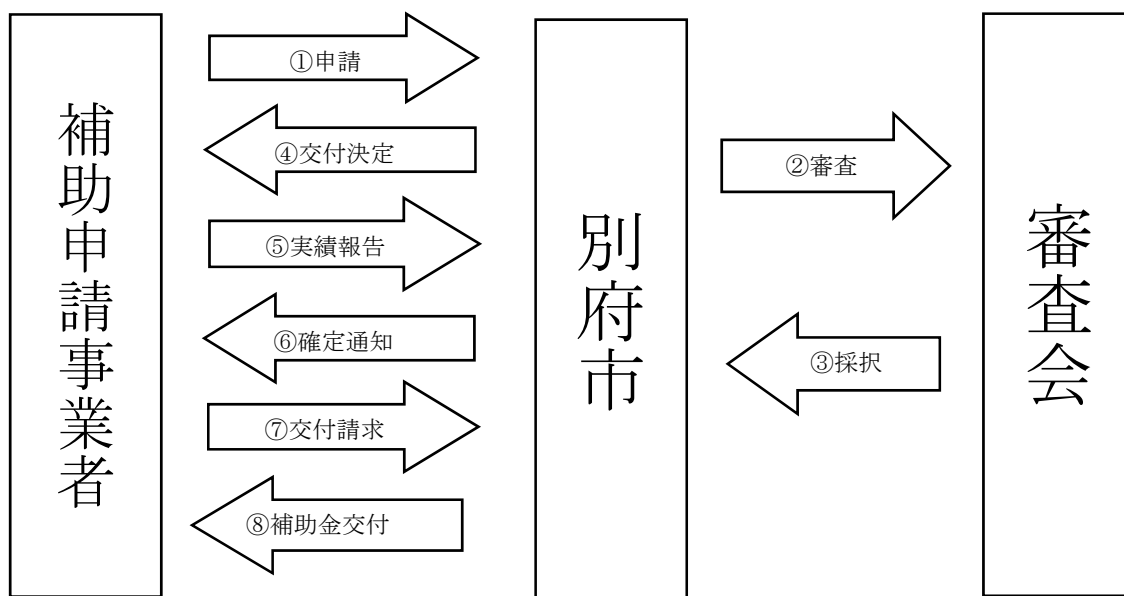 補助申請事業者
①申請
④交付決定
⑤実績報告
⑥確定通知
⑦交付請求
⑧補助金交付
別府市
②審査
③採択
審査会